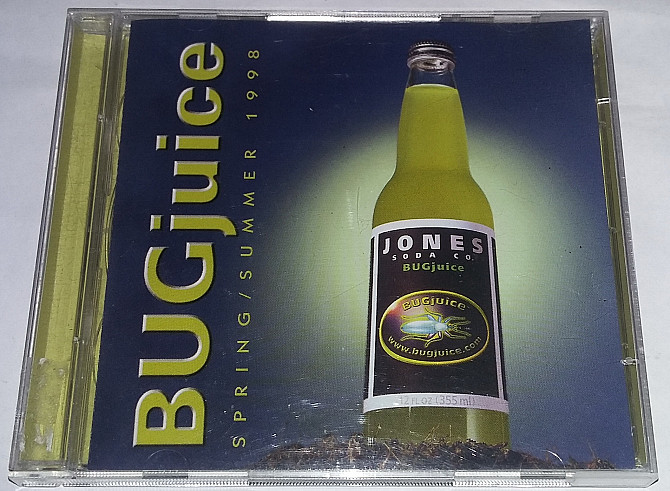 BUGjuice
SPRING/SUMMER 1998
JONES
SODA CO.
BUGjuice
BUGjuice
www.bugjuice.com
12 FL OZ (355 ml)